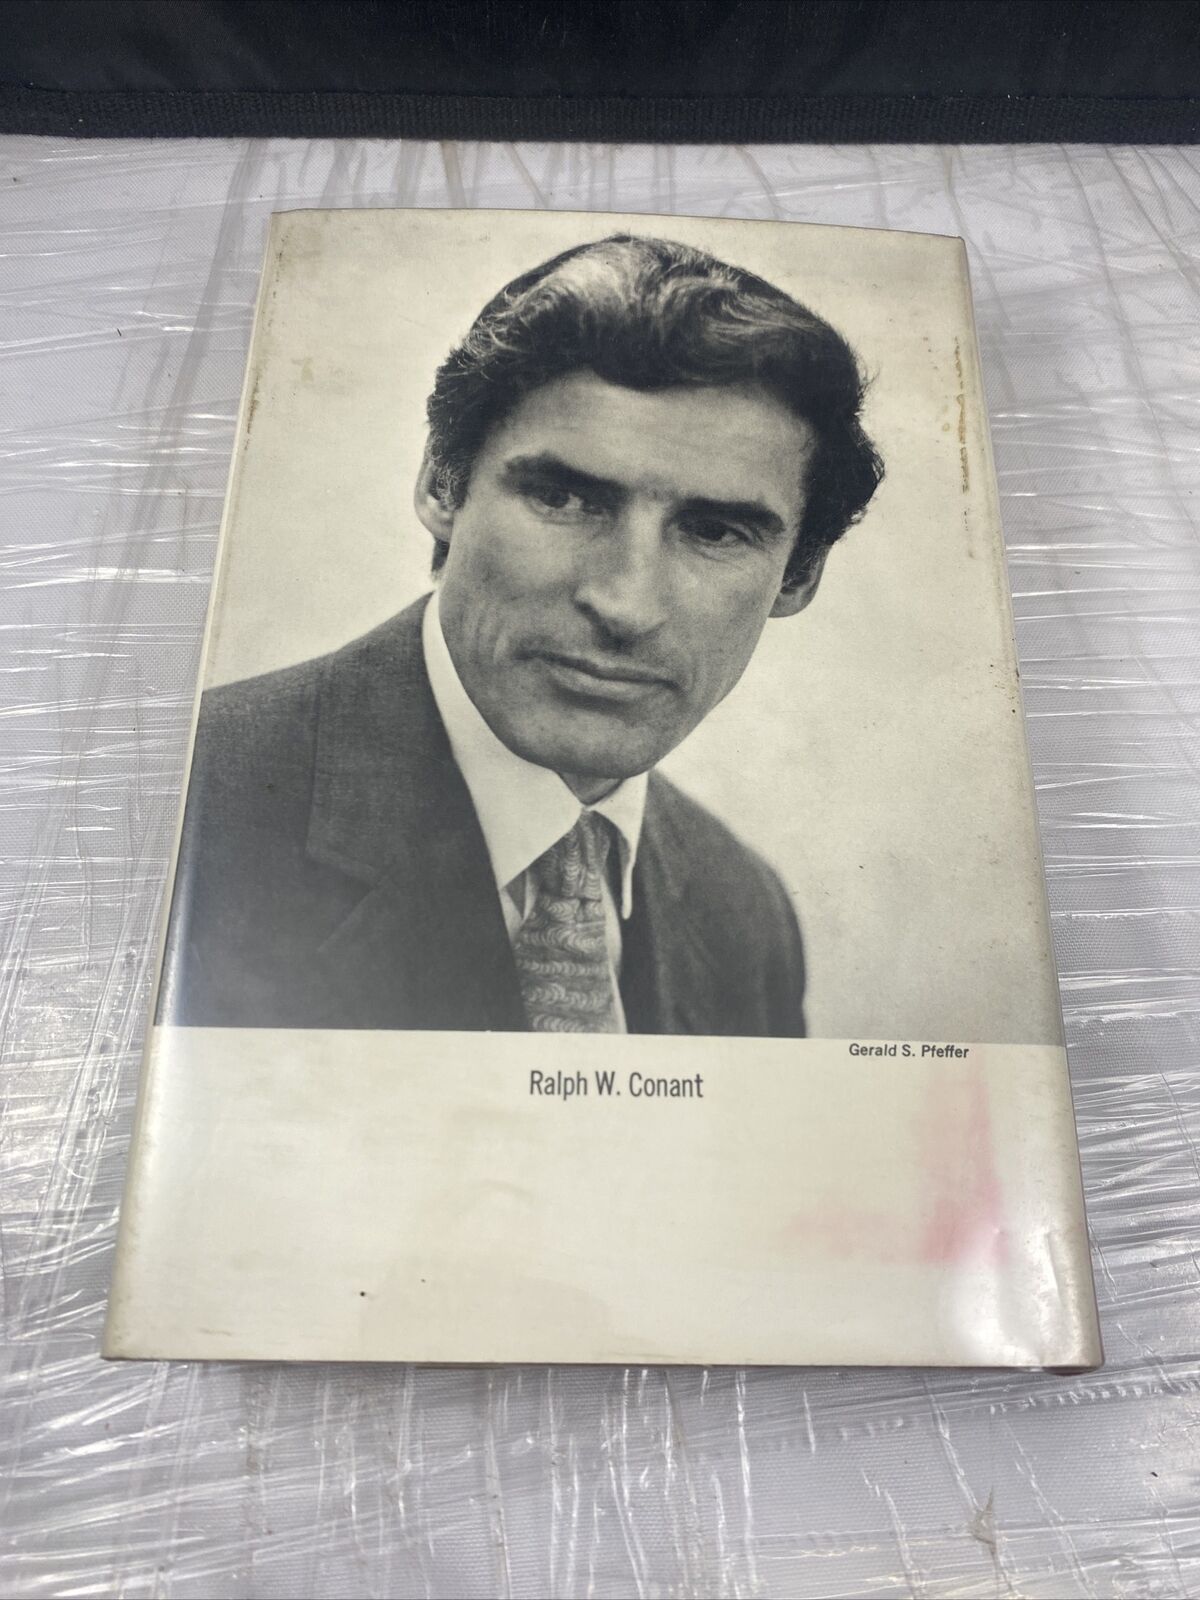 Gerald S. Pfeffer
Ralph W. Conant